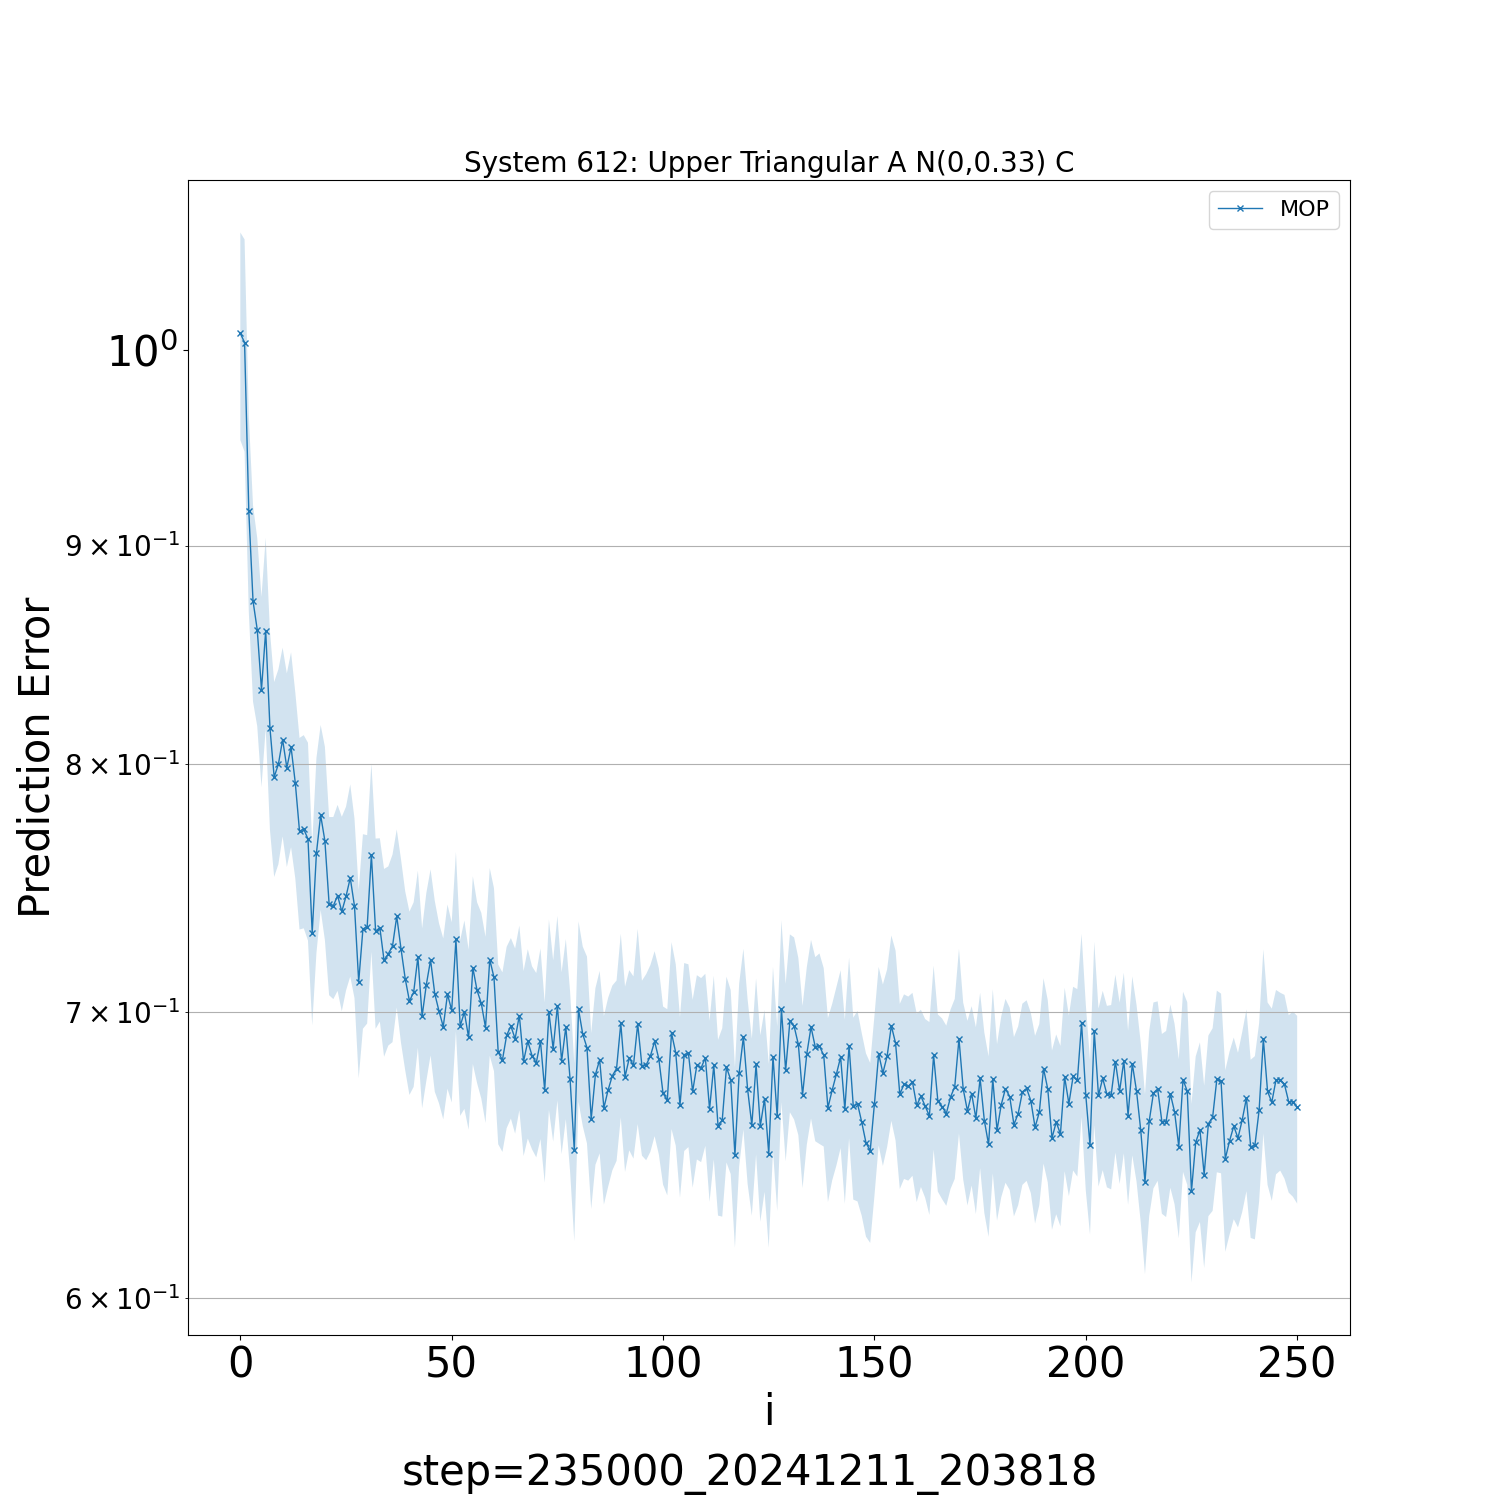 System 612: Upper Triangular A N(0,0.33) C
MOP
10⁰
9 × 10⁻¹
8 × 10⁻¹
7 × 10⁻¹
6 × 10⁻¹
Prediction Error
0 50 100 150 200 250
i
step=235000_20241211_203818